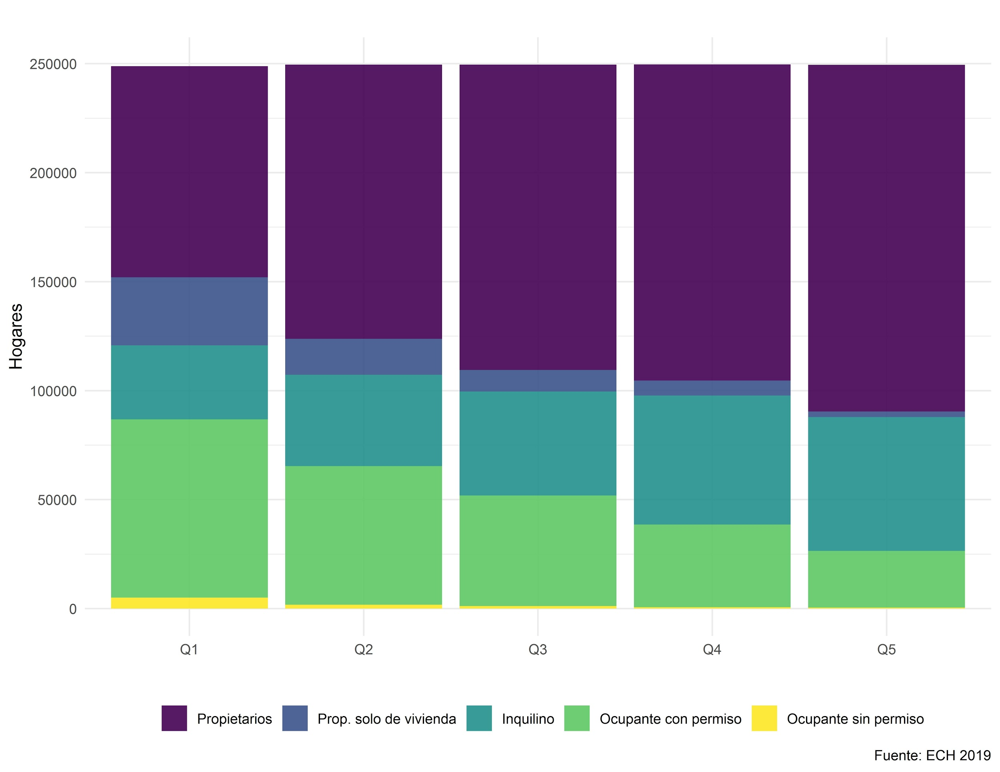 Hogares
250000
200000
150000
100000
50000
0
Q1 Q2 Q3 Q4 Q5
Propietarios Prop. solo de vivienda Inquilino Ocupante con permiso Ocupante sin permiso
Fuente: ECH 2019